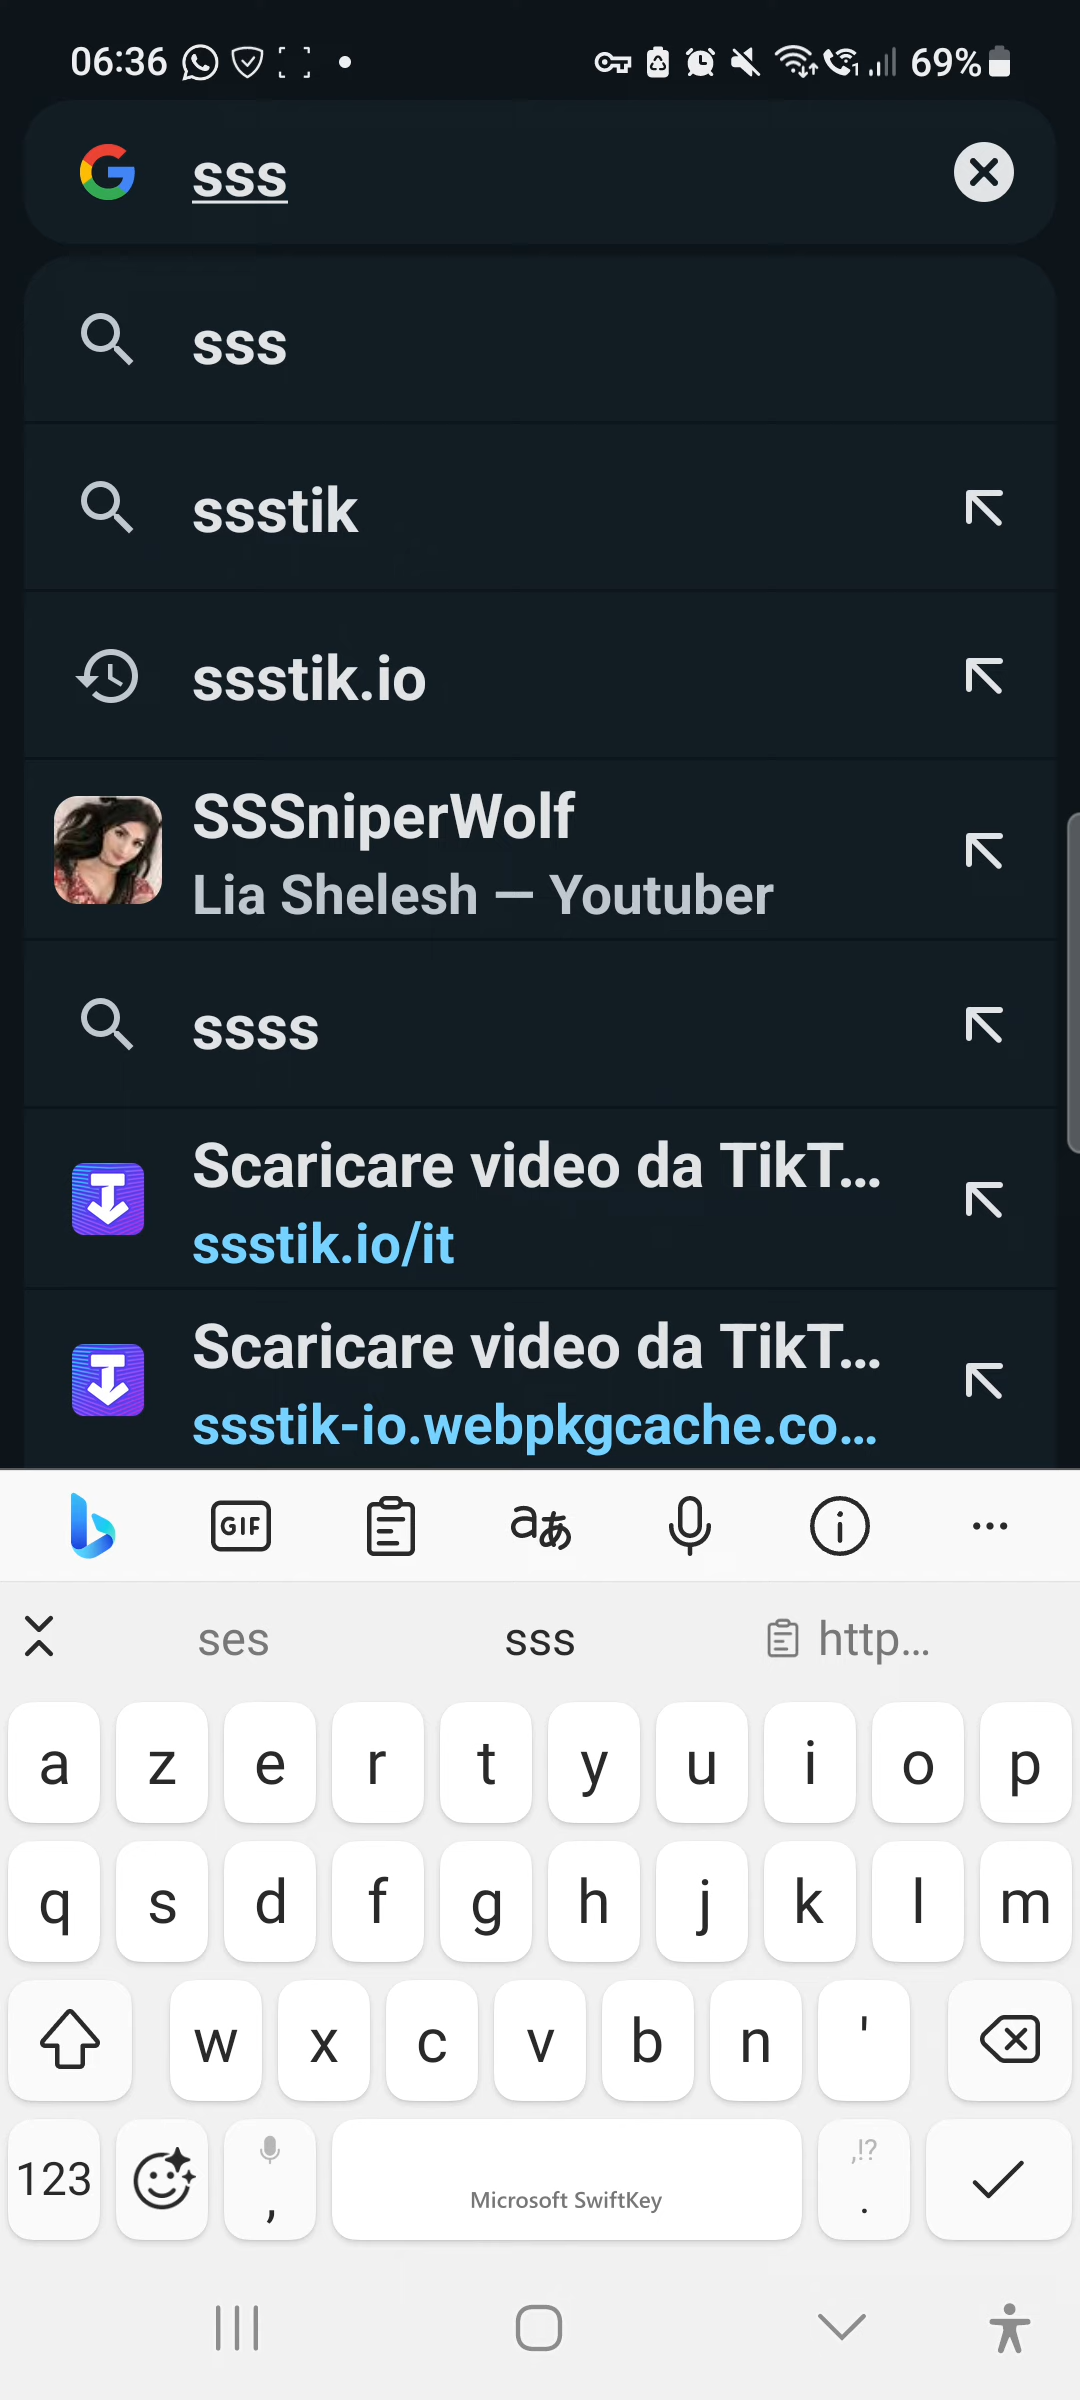 06:36
69%
sss
sss
ssstik
ssstik.io
SSSniperWolf
Lia Shelesh — Youtuber
ssss
Scaricare video da TikT...
ssstik.io/it
Scaricare video da TikT...
ssstik-io.webpkgcache.co...
GIF
aあ
ses
sss
http...
a z e r t y u i o p
q s d f g h j k l m
w x c v b n '
123
,
Microsoft SwiftKey
,!?
.